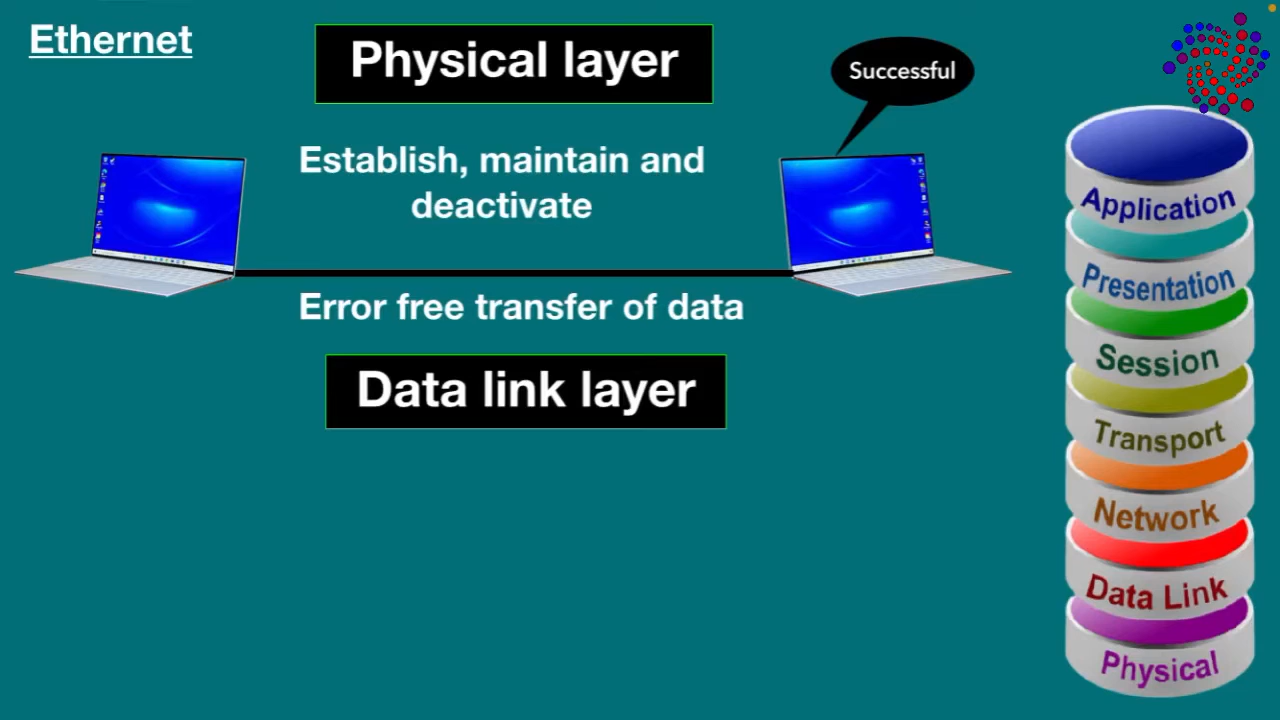 Ethernet
Physical layer
Successful
Establish, maintain and
deactivate
Error free transfer of data
Data link layer
Application
Presentation
Session
Transport
Network
Data Link
Physical